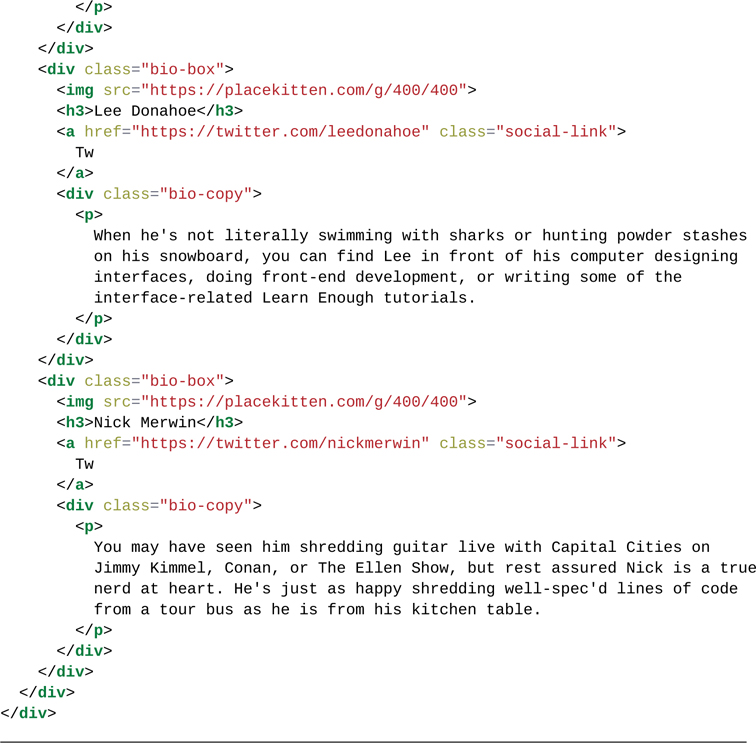 </p>
      </div>
    </div>
    <div class="bio-box">
      <img src="https://placekitten.com/g/400/400">
      <h3>Lee Donahoe</h3>
      <a href="https://twitter.com/leedonahoe" class="social-link">
        Tw
      </a>
      <div class="bio-copy">
        <p>
          When he's not literally swimming with sharks or hunting powder stashes
          on his snowboard, you can find Lee in front of his computer designing
          interfaces, doing front-end development, or writing some of the
          interface-related Learn Enough tutorials.
        </p>
      </div>
    </div>
    <div class="bio-box">
      <img src="https://placekitten.com/g/400/400">
      <h3>Nick Merwin</h3>
      <a href="https://twitter.com/nickmerwin" class="social-link">
        Tw
      </a>
      <div class="bio-copy">
        <p>
          You may have seen him shredding guitar live with Capital Cities on
          Jimmy Kimmel, Conan, or The Ellen Show, but rest assured Nick is a true
          nerd at heart. He's just as happy shredding well-spec'd lines of code
          from a tour bus as he is from his kitchen table.
        </p>
      </div>
    </div>
  </div>
</div>